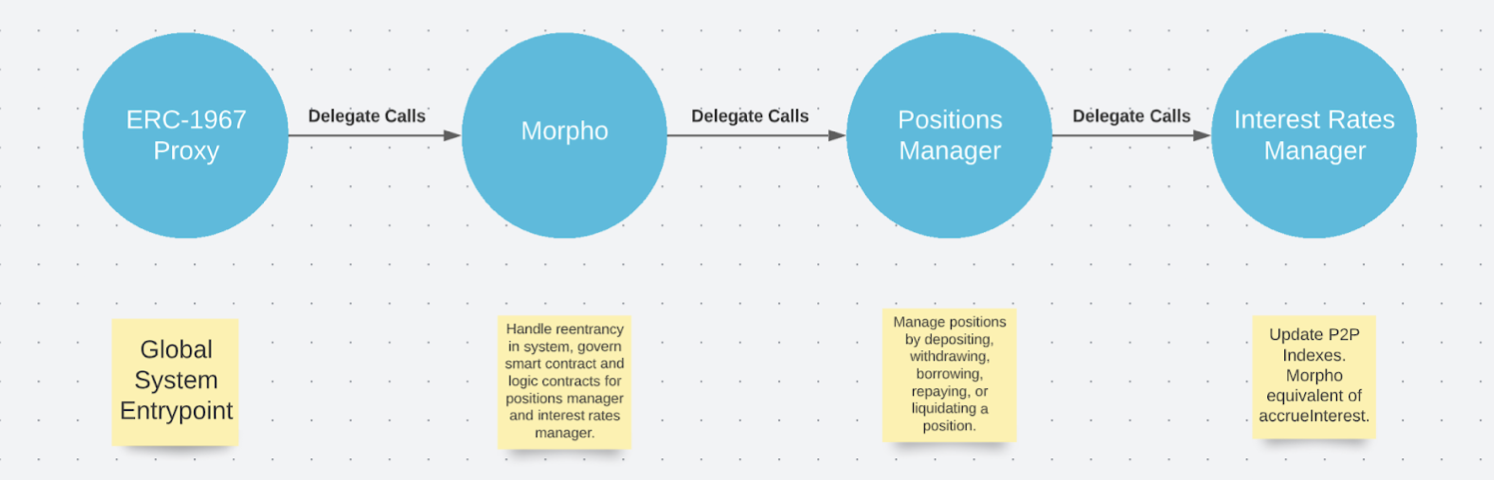 ERC-1967
Proxy
Delegate Calls
Morpho
Delegate Calls
Positions
Manager
Delegate Calls
Interest Rates
Manager
Global
System
Entrypoint
Handle reentrancy
in system, govern
smart contract and
logic contracts for
positions manager
and interest rates
manager.
Manage positions
by depositing,
withdrawing,
borrowing,
repaying, or
liquidating a
position.
Update P2P
Indexes.
Morpho
equivalent of
accrueInterest.